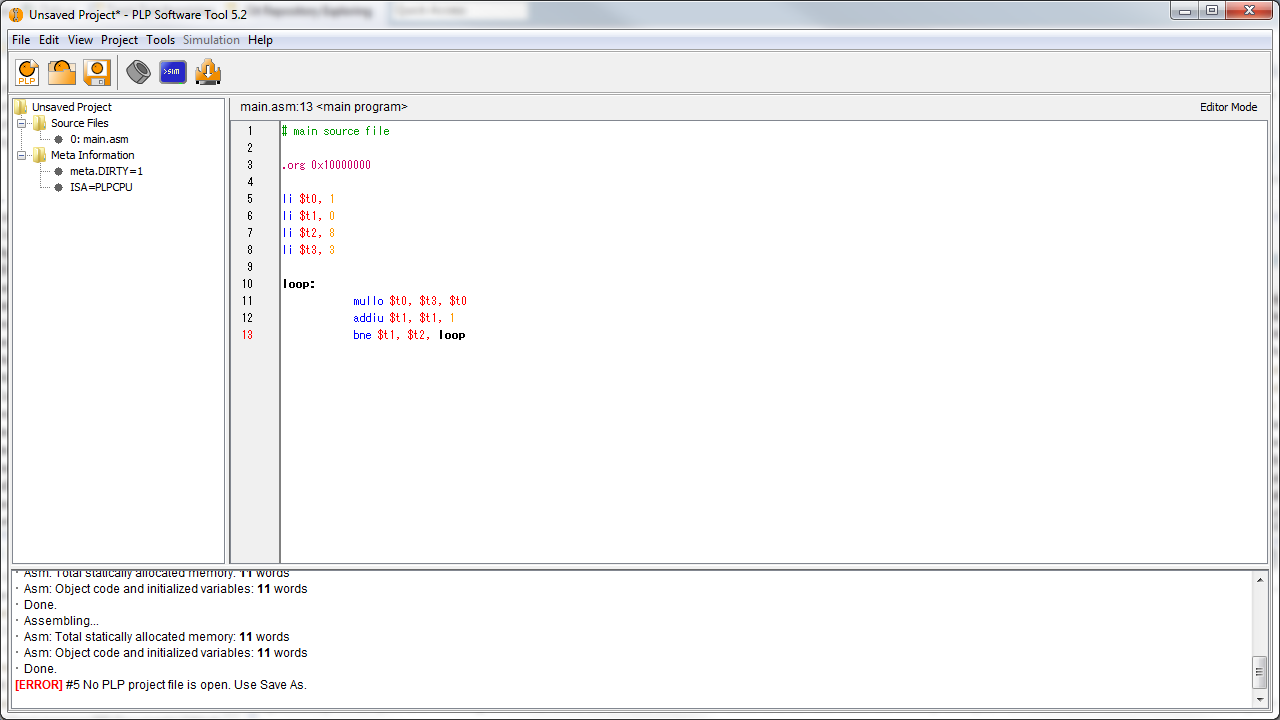 Unsaved Project* - PLP Software Tool 5.2
Quick Access
File Edit View Project Tools Simulation Help
PLP
>sim
Unsaved Project
Source Files
0: main.asm
Meta Information
meta.DIRTY=1
ISA=PLPCPU
main.asm:13 <main program>
Editor Mode
1 # main source file
2
3 .org 0x10000000
4
5 li $t0, 1
6 li $t1, 0
7 li $t2, 8
8 li $t3, 3
9
10 loop:
11 mullo $t0, $t3, $t0
12 addiu $t1, $t1, 1
13 bne $t1, $t2, loop
Asm: Total statically allocated memory: 11 words
Asm: Object code and initialized variables: 11 words
Done.
Assembling...
Asm: Total statically allocated memory: 11 words
Asm: Object code and initialized variables: 11 words
Done.
[ERROR] #5 No PLP project file is open. Use Save As.